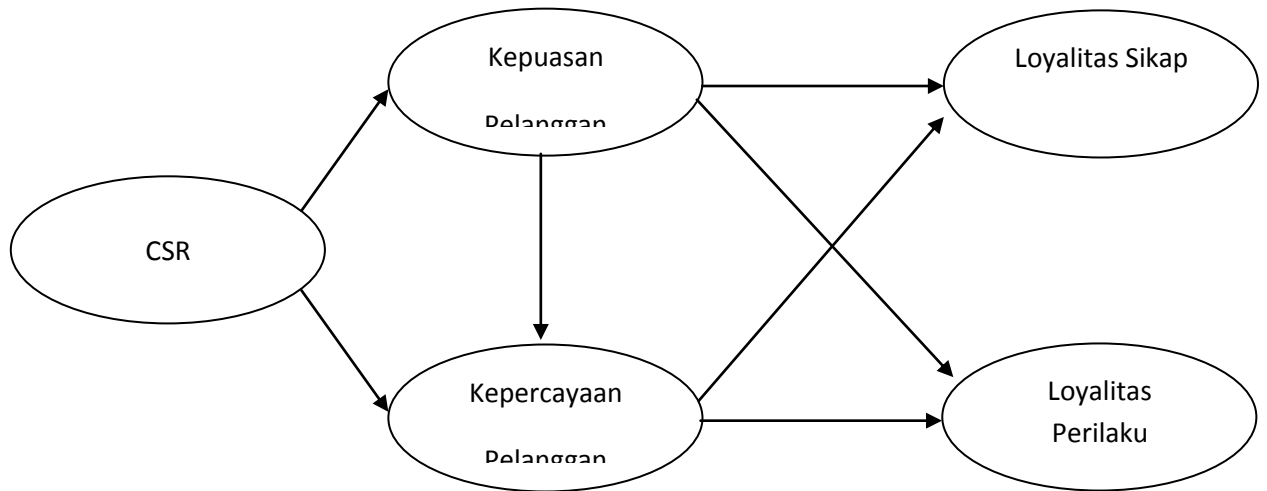 Kepuasan
Pelanggan
Loyalitas Sikap
CSR
Kepercayaan
Pelanggan
Loyalitas
Perilaku